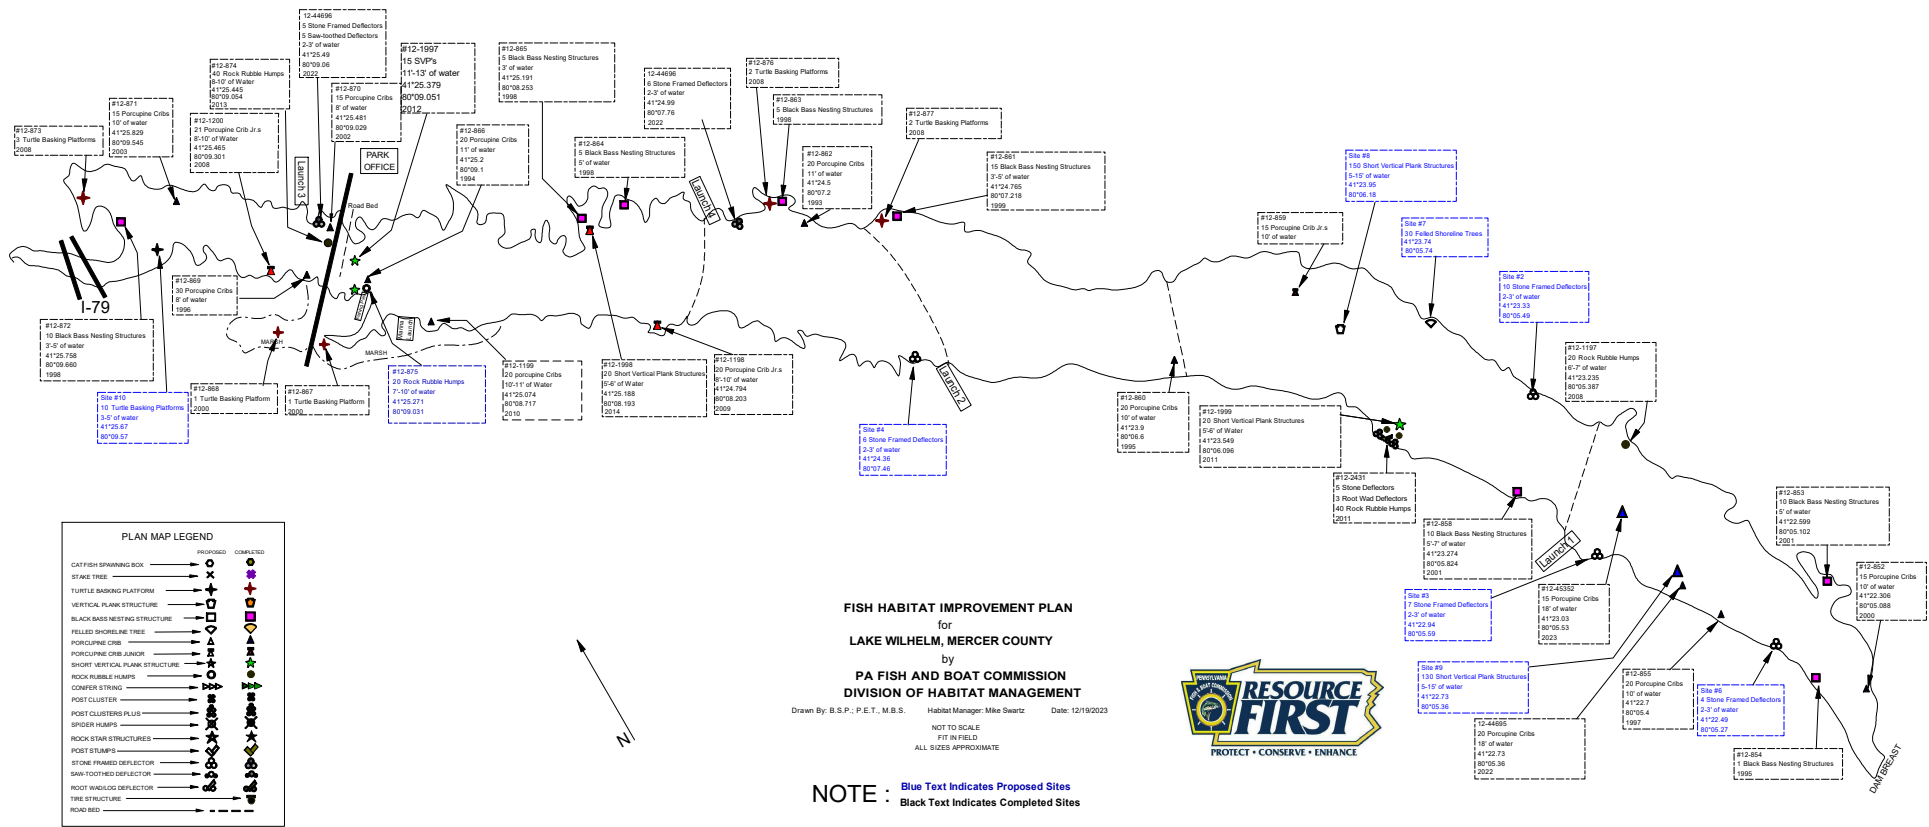 12-44696
5 Stone Framed Deflectors
5 Saw-toothed Deflectors
2-3' of water
41°25.49
80°09.06
2022
#12-874
40 Rock Rubble Humps
8-10' of Water
41°25.445
80°09.054
2013
#12-870
15 Porcupine Cribs
8' of water
41°25.481
80°09.029
2002
#12-1997
15 SVP's
11'-13' of water
41°25.379
80°09.051
2012
#12-865
5 Black Bass Nesting Structures
3' of water
41°25.191
80°08.253
1998
12-44696
6 Stone Framed Deflectors
2-3' of water
41°24.99
80°07.76
2022
#12-876
2 Turtle Basking Platforms
2008
#12-863
5 Black Bass Nesting Structures
1998
#12-877
2 Turtle Basking Platforms
2008
#12-871
15 Porcupine Cribs
10' of water
41°25.829
80°09.545
2003
#12-873
3 Turtle Basking Platforms
2008
#12-1200
21 Porcupine Crib Jr.s
8'-10' of Water
41°25.465
80°09.301
2008
#12-866
20 Porcupine Cribs
11' of water
41°25.2
80°09.1
1994
#12-864
5 Black Bass Nesting Structures
5' of water
1998
#12-862
20 Porcupine Cribs
11' of water
41°24.5
80°07.2
1993
#12-861
15 Black Bass Nesting Structures
3'-5' of water
41°24.765
80°07.218
1999
Site #8
150 Short Vertical Plank Structures
5-15' of water
41°23.95
80°06.18
#12-859
15 Porcupine Crib Jr.s
10' of water
Site #7
30 Felled Shoreline Trees
41°23.74
80°05.74
Site #2
10 Stone Framed Deflectors
2-3' of water
41°23.33
80°05.49
PARK
OFFICE
Launch 3
Road Bed
Launch 4
I-79
#12-869
30 Porcupine Cribs
8' of water
1996
MARSH
MARSH
Marina
Launch
Launch 2
#12-872
10 Black Bass Nesting Structures
3'-5' of water
41°25.758
80°09.660
1998
Site #10
10 Turtle Basking Platforms
3-5' of water
41°25.67
80°09.57
#12-868
1 Turtle Basking Platform
2000
#12-867
1 Turtle Basking Platform
2000
#12-875
20 Rock Rubble Humps
7'-10' of water
41°25.271
80°09.031
#12-1199
20 porcupine Cribs
10'-11' of Water
41°25.074
80°08.717
2010
#12-1998
20 Short Vertical Plank Structures
5'-6' of Water
41°25.188
80°08.193
2014
#12-1198
20 Porcupine Crib Jr.s
8'-10' of water
41°24.794
80°08.203
2009
Site #4
6 Stone Framed Deflectors
2-3' of water
41°24.36
80°07.46
#12-860
20 Porcupine Cribs
10' of water
41°23.9
80°06.6
1995
#12-1999
20 Short Vertical Plank Structures
5'-6' of Water
41°23.549
80°06.096
2011
#12-1197
20 Rock Rubble Humps
6'-7' of water
41°23.235
80°05.387
2008
#12-2431
5 Stone Deflectors
3 Root Wad Deflectors
40 Rock Rubble Humps
2011
#12-858
10 Black Bass Nesting Structures
5'-7' of water
41°23.274
80°05.824
2001
Launch 1
#12-853
10 Black Bass Nesting Structures
5' of water
41°22.599
80°05.102
2001
#12-852
15 Porcupine Cribs
10' of water
41°22.306
80°05.088
2000
Site #3
7 Stone Framed Deflectors
2-3' of water
41°22.94
80°05.59
#12-45352
15 Porcupine Cribs
18' of water
41°23.03
80°05.53
2023
Site #9
130 Short Vertical Plank Structures
5-15' of water
41°22.73
80°05.36
#12-855
20 Porcupine Cribs
10' of water
41°22.7
80°05.4
1997
Site #6
4 Stone Framed Deflectors
2-3' of water
41°22.49
80°05.27
12-44695
20 Porcupine Cribs
18' of water
41°22.73
80°05.36
2022
#12-854
1 Black Bass Nesting Structures
1995
DAM BREAST
PLAN MAP LEGEND
PROPOSED COMPLETED
CATFISH SPAWNING BOX
STAKE TREE
TURTLE BASKING PLATFORM
VERTICAL PLANK STRUCTURE
BLACK BASS NESTING STRUCTURE
FELLED SHORELINE TREE
PORCUPINE CRIB
PORCUPINE CRIB JUNIOR
SHORT VERTICAL PLANK STRUCTURE
ROCK RUBBLE HUMPS
CONIFER STRING
POST CLUSTER
POST CLUSTERS PLUS
SPIDER HUMPS
ROCK STAR STRUCTURES
POST STUMPS
STONE FRAMED DEFLECTOR
SAW-TOOTHED DEFLECTOR
ROOT WAD/LOG DEFLECTOR
TIRE STRUCTURE
ROAD BED
N
FISH HABITAT IMPROVEMENT PLAN
for
LAKE WILHELM, MERCER COUNTY
by
PA FISH AND BOAT COMMISSION
DIVISION OF HABITAT MANAGEMENT
Drawn By: B.S.P.; P.E.T., M.B.S. Habitat Manager: Mike Swartz Date: 12/19/2023
NOT TO SCALE
FIT IN FIELD
ALL SIZES APPROXIMATE
NOTE : Blue Text Indicates Proposed Sites
Black Text Indicates Completed Sites
PENNSYLVANIA
FISH & BOAT COMMISSION
RESOURCE
FIRST
PROTECT • CONSERVE • ENHANCE